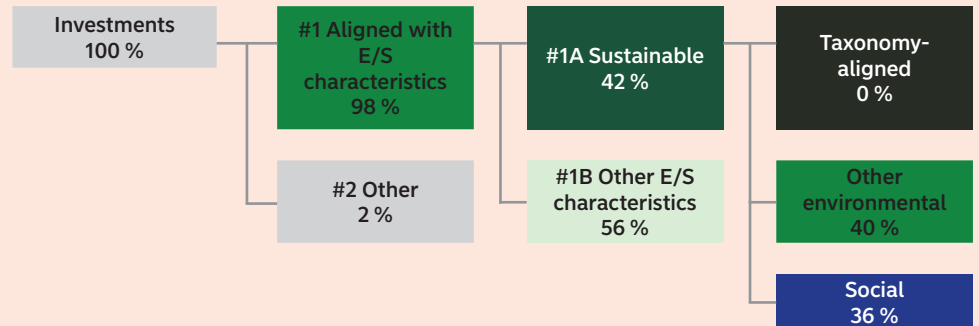 Investments
100 %
#1 Aligned with
E/S
characteristics
98 %
#2 Other
2 %
#1A Sustainable
42 %
#1B Other E/S
characteristics
56 %
Taxonomy-
aligned
0 %
Other
environmental
40 %
Social
36 %